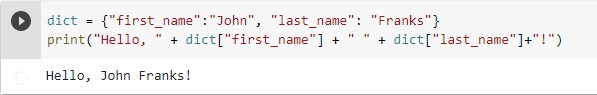 dict = {"first_name":"John", "last_name": "Franks"}
print("Hello, " + dict["first_name"] + " " + dict["last_name"]+"!")
Hello, John Franks!